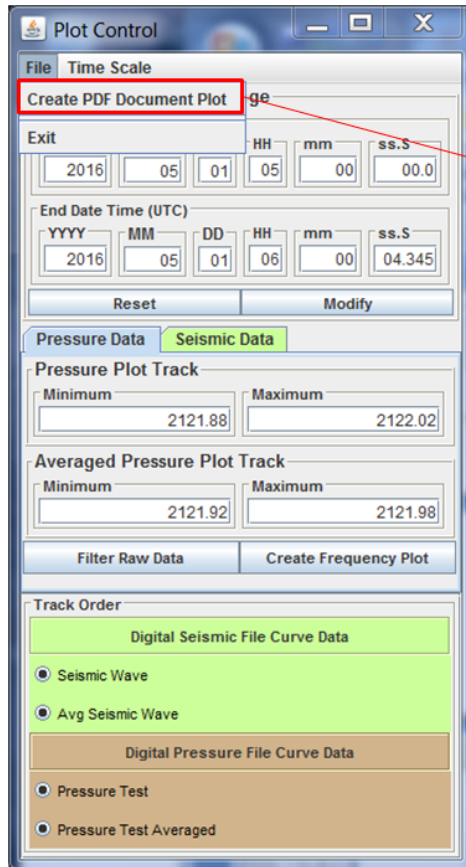 Plot Control
File Time Scale
Create PDF Document Plot
ge
Exit
HH mm ss.S
2016 05 01 05 00 00.0
End Date Time (UTC)
YYYY MM DD HH mm ss.S
2016 05 01 06 00 04.345
Reset Modify
Pressure Data Seismic Data
Pressure Plot Track
Minimum Maximum
2121.88 2122.02
Averaged Pressure Plot Track
Minimum Maximum
2121.92 2121.98
Filter Raw Data Create Frequency Plot
Track Order
Digital Seismic File Curve Data
Seismic Wave
Avg Seismic Wave
Digital Pressure File Curve Data
Pressure Test
Pressure Test Averaged